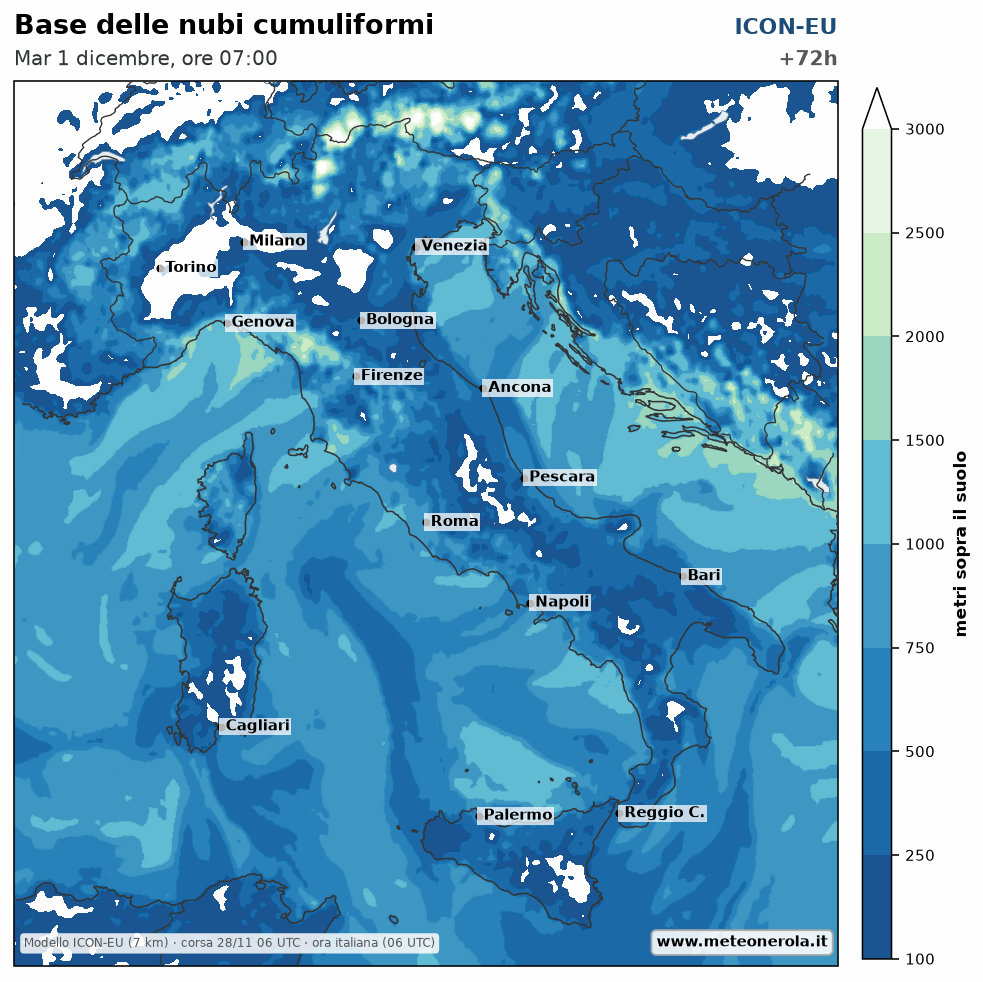 Base delle nubi cumuliformi
ICON-EU
Mar 1 dicembre, ore 07:00
+72h
3000
2500
2000
1500
1000
750
500
250
100
metri sopra il suolo
Milano
Venezia
Torino
Genova
Bologna
Firenze
Ancona
Pescara
Roma
Bari
Napoli
Cagliari
Palermo
Reggio C.
Modello ICON-EU (7 km) · corsa 28/11 06 UTC · ora italiana (06 UTC)
www.meteonerola.it